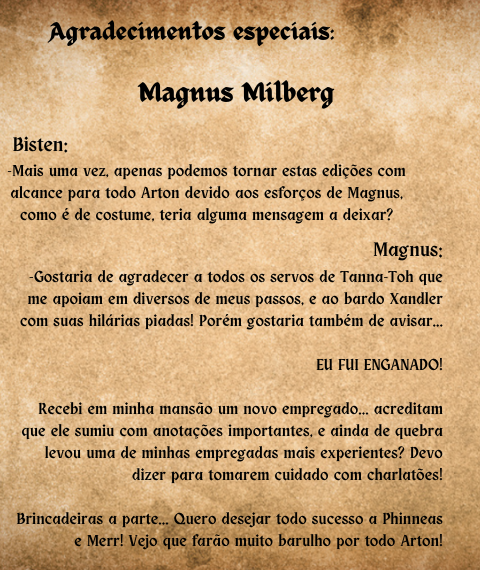 Agradecimentos especiais:
Magnus Milberg
Bisten:
-Mais uma vez, apenas podemos tornar estas edições com
alcance para todo Arton devido aos esforços de Magnus,
como é de costume, teria alguma mensagem a deixar?
Magnus:
-Gostaria de agradecer a todos os servos de Tanna-Toh que
me apoiam em diversos de meus passos, e ao bardo Xandler
com suas hilárias piadas! Porém gostaria também de avisar...
EU FUI ENGANADO!
Recebi em minha mansão um novo empregado... acreditam
que ele sumiu com anotações importantes, e ainda de quebra
levou uma de minhas empregadas mais experientes? Devo
dizer para tomarem cuidado com charlatões!
Brincadeiras a parte... Quero desejar todo sucesso a Phinneas
e Merr! Vejo que farão muito barulho por todo Arton!